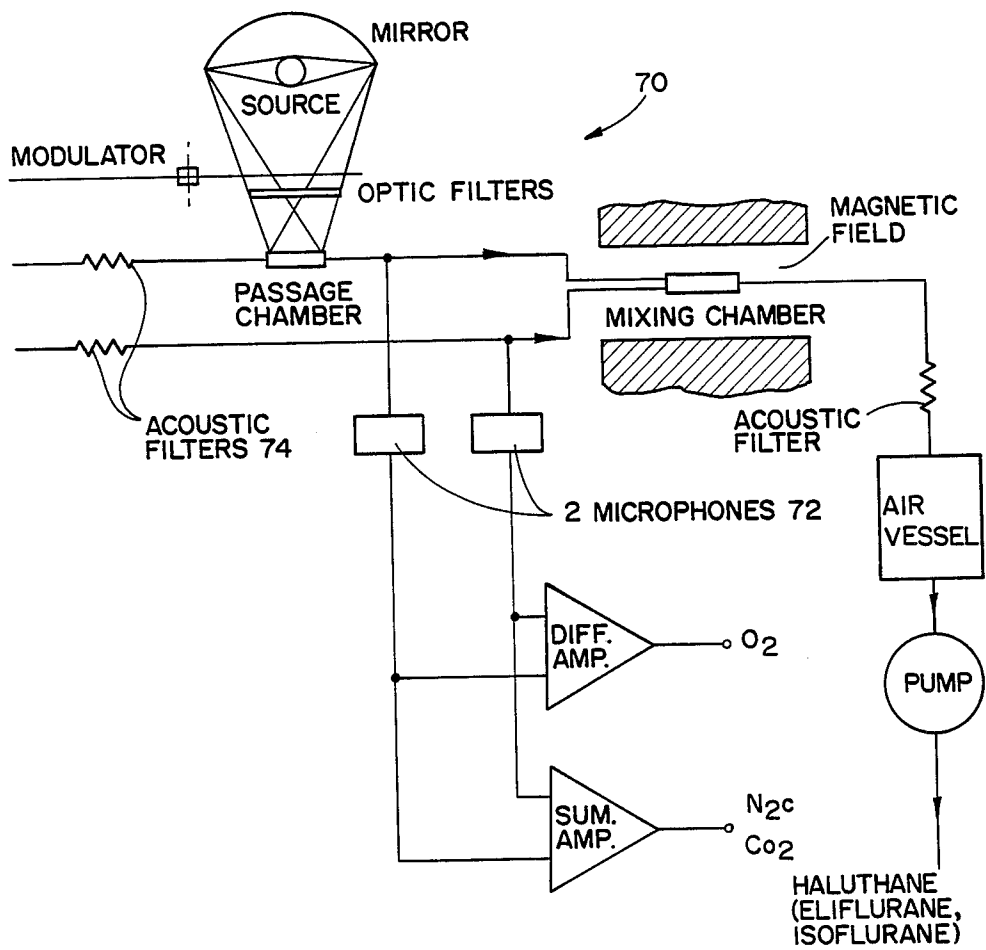 MIRROR
SOURCE
70
MODULATOR
OPTIC FILTERS
MAGNETIC
FIELD
PASSAGE
CHAMBER
MIXING CHAMBER
ACOUSTIC
FILTERS 74
ACOUSTIC
FILTER
2 MICROPHONES 72
AIR
VESSEL
DIFF.
AMP.
O2
PUMP
SUM.
AMP.
N2c
Co2
HALUTHANE
(ELIFLURANE,
ISOFLURANE)